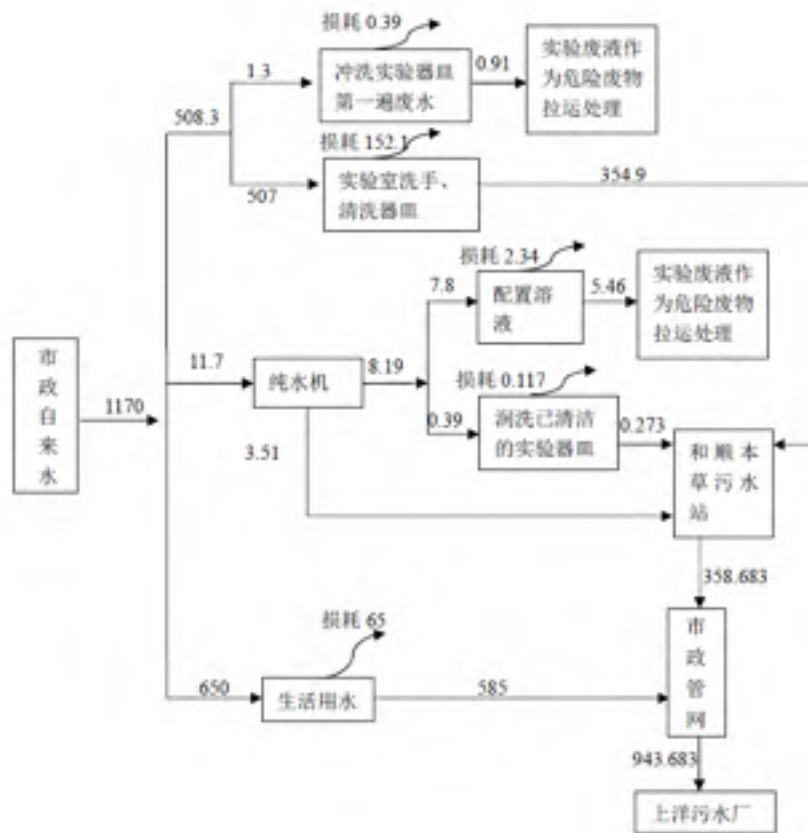 损耗 0.39
1.3
冲洗实验器皿
第一遍废水
0.91
实验废液作
为危险废物
拉运处理
508.3
损耗 152.1
507
实验室洗手、
清洗器皿
354.9
损耗 2.34
7.8
配置溶
液
5.46
实验废液作
为危险废物
拉运处理
市
政
自
来
水
1170
11.7
纯水机
8.19
损耗 0.117
0.39
润洗已清洁
的实验器皿
0.273
3.51
和顺本
草污水
站
358.683
损耗 65
650
生活用水
585
市
政
管
网
943.683
上洋污水厂